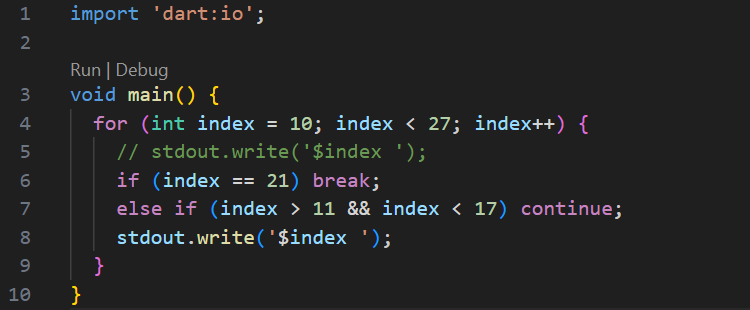 1 import 'dart:io';
2
Run | Debug
3 void main() {
4   for (int index = 10; index < 27; index++) {
5     // stdout.write('$index ');
6     if (index == 21) break;
7     else if (index > 11 && index < 17) continue;
8     stdout.write('$index ');
9   }
10 }